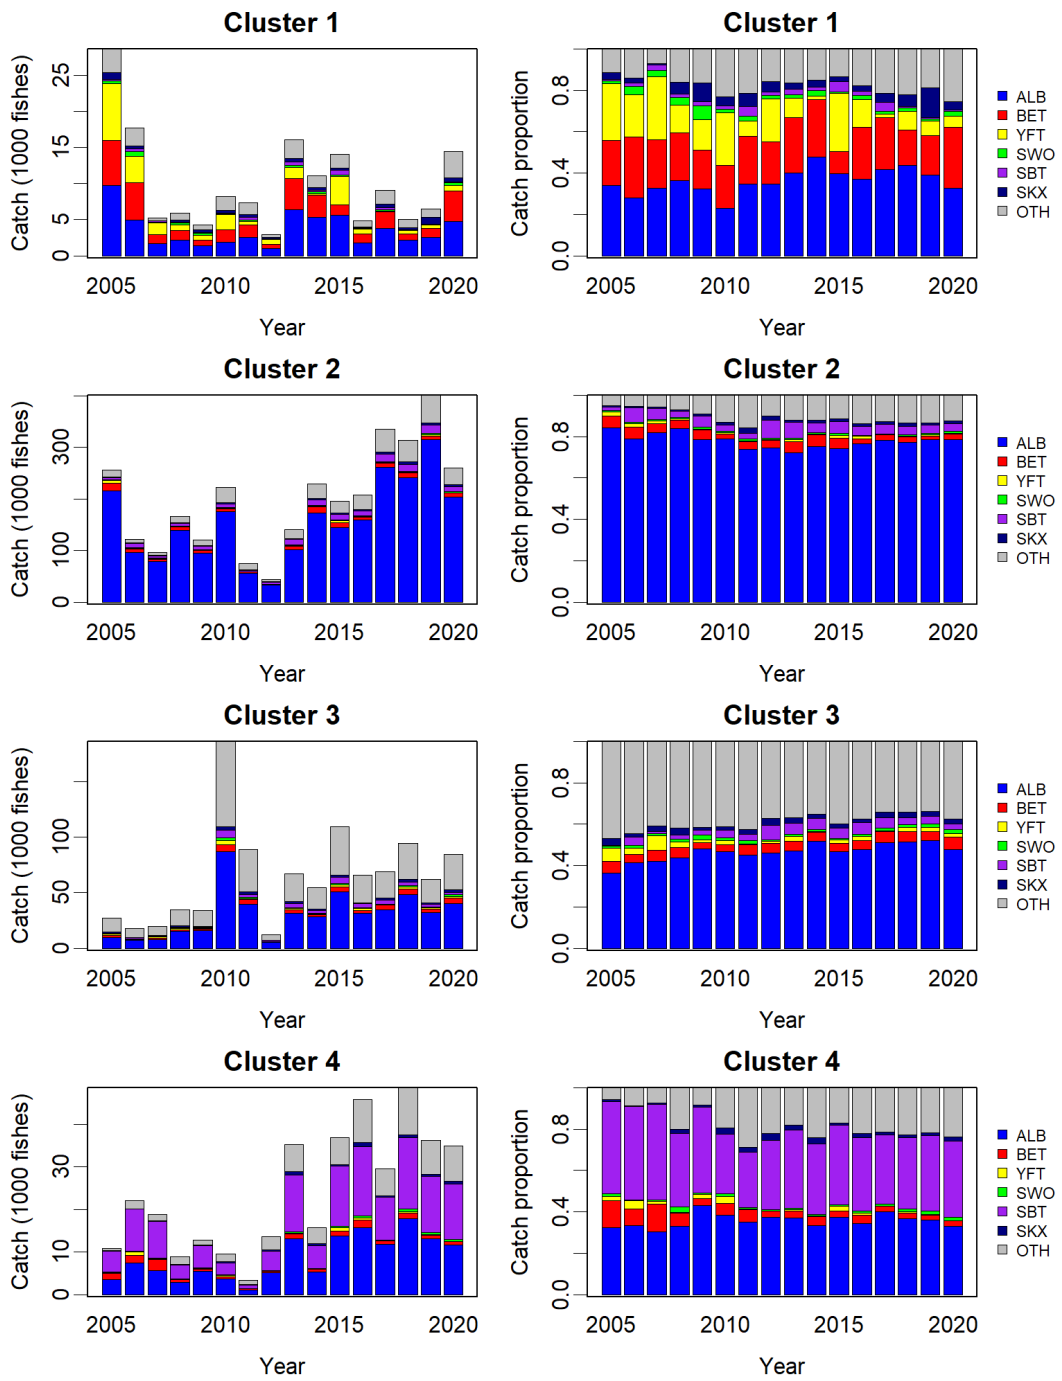 Cluster 1
Catch (1000 fishes)
25
15
5
0
2005 2010 2015 2020
Year
Cluster 1
Catch proportion
0.8
0.4
0.0
2005 2010 2015 2020
Year
ALB
BET
YFT
SWO
SBT
SKX
OTH
Cluster 2
Catch (1000 fishes)
300
100
0
2005 2010 2015 2020
Year
Cluster 2
Catch proportion
0.8
0.4
0.0
2005 2010 2015 2020
Year
ALB
BET
YFT
SWO
SBT
SKX
OTH
Cluster 3
Catch (1000 fishes)
100
50
0
2005 2010 2015 2020
Year
Cluster 3
Catch proportion
0.8
0.4
0.0
2005 2010 2015 2020
Year
ALB
BET
YFT
SWO
SBT
SKX
OTH
Cluster 4
Catch (1000 fishes)
30
10
0
2005 2010 2015 2020
Year
Cluster 4
Catch proportion
0.8
0.4
0.0
2005 2010 2015 2020
Year
ALB
BET
YFT
SWO
SBT
SKX
OTH